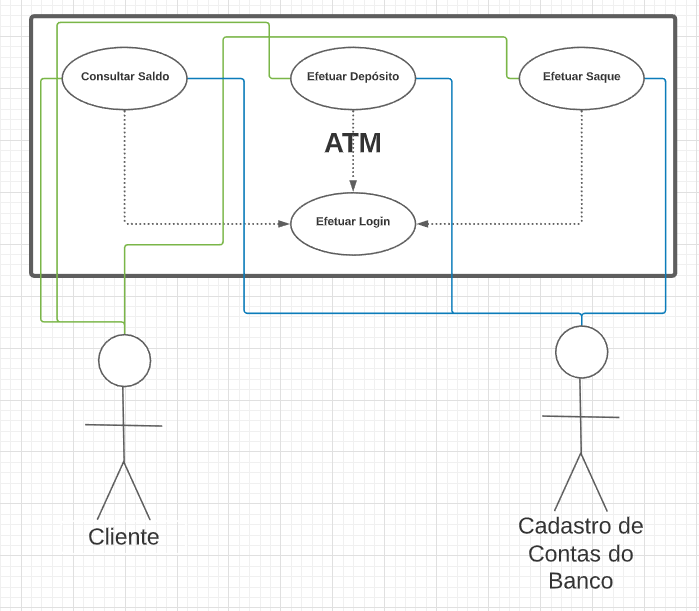 Consultar Saldo
Efetuar Depósito
Efetuar Saque
ATM
Efetuar Login
Cliente
Cadastro de
Contas do
Banco